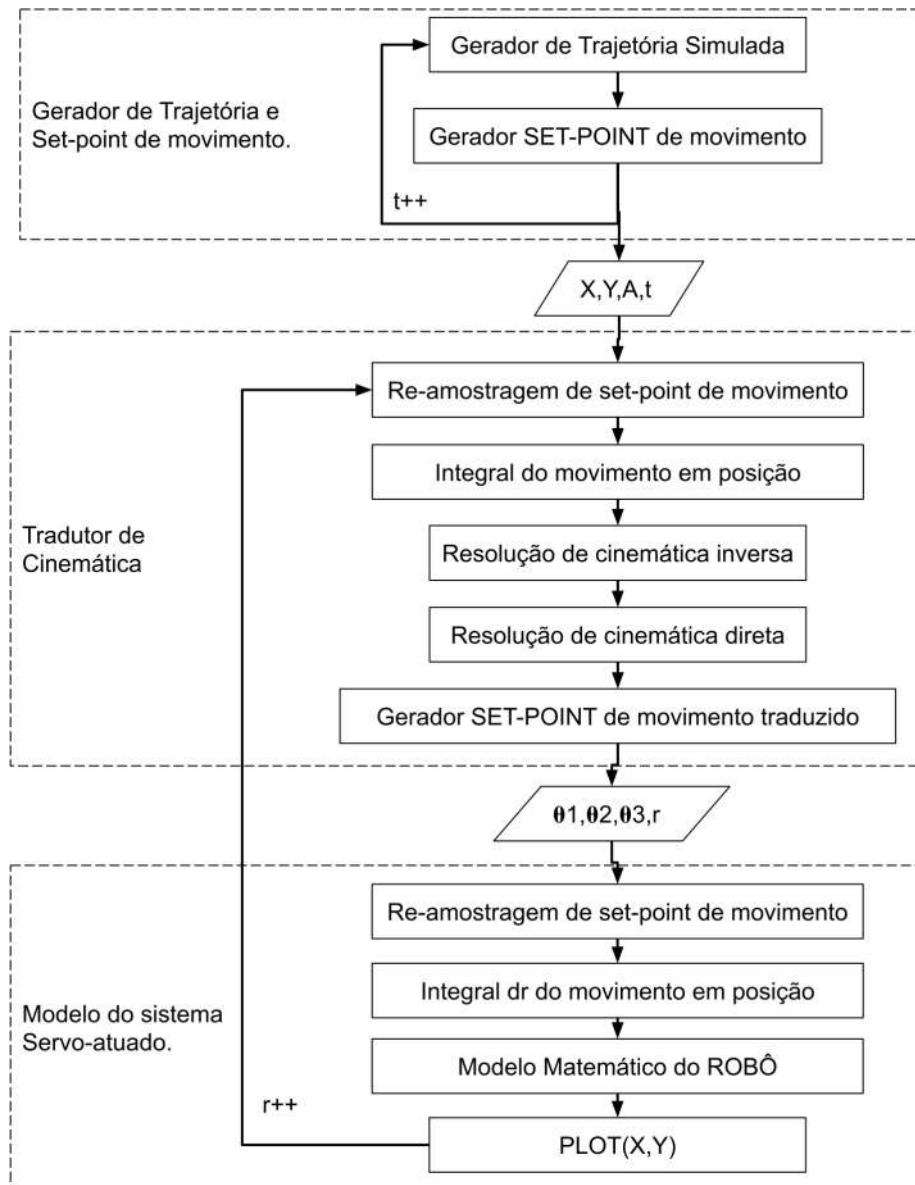 Gerador de Trajetória Simulada
Gerador de Trajetória e
Set-point de movimento.
Gerador SET-POINT de movimento
t++
X,Y,A,t
Re-amostragem de set-point de movimento
Integral do movimento em posição
Tradutor de
Cinemática
Resolução de cinemática inversa
Resolução de cinemática direta
Gerador SET-POINT de movimento traduzido
θ1,θ2,θ3,r
Re-amostragem de set-point de movimento
Integral dr do movimento em posição
Modelo do sistema
Servo-atuado.
Modelo Matemático do ROBÔ
r++
PLOT(X,Y)